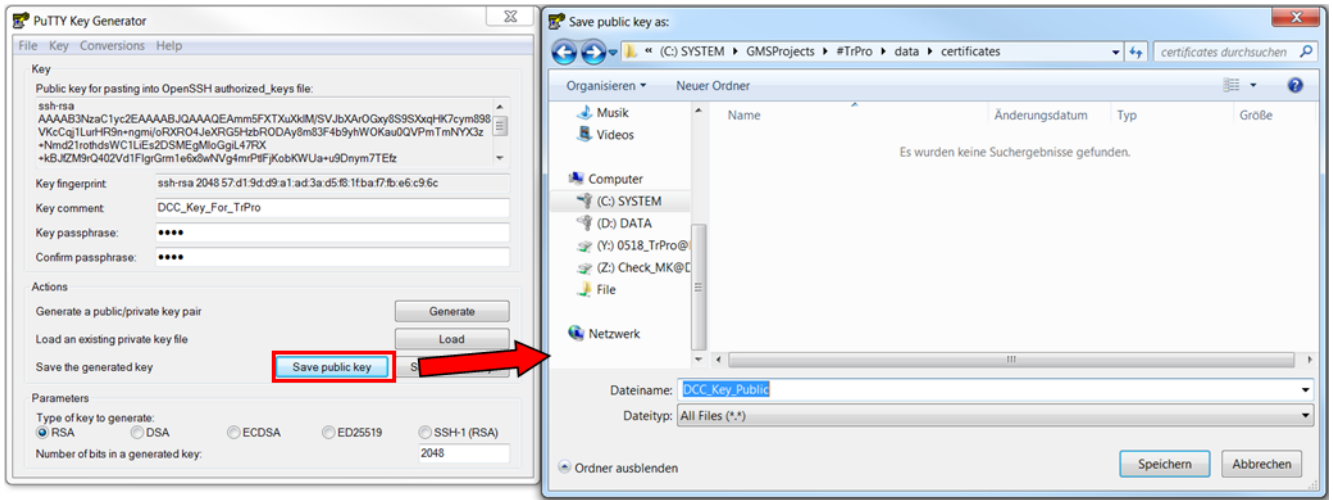 PuTTY Key Generator
File Key Conversions Help
Key
Public key for pasting into OpenSSH authorized_keys file:
ssh-rsa
AAAAB3NzaC1yc2EAAAABJQAAAQEAmm5FXTXuXklM/SVJbXArOGxy8S9SXxqHK7cym898
VKcCqj1LurHR9n+ngmi/oRXRO4JeXRG5HzbRODAy8m83F4b9yhWOKau0QVPmTmNYX3z
+Nmd21rothdsWC1LiEs2DSMEgMloGgiL47RX
+kBJfZM9rQ402Vd1FlgrGrm1e6x8wNVg4mrPtlFjKobKWUa+u9Dnym7TEfz
Key fingerprint:
ssh-rsa 2048 57:d1:9d:d9:a1:ad:3a:d5:f8:1f:ba:f7:fb:e6:c9:6c
Key comment:
DCC_Key_For_TrPro
Key passphrase:
••••
Confirm passphrase:
••••
Actions
Generate a public/private key pair
Generate
Load an existing private key file
Load
Save the generated key
Save public key
Parameters
Type of key to generate:
RSA DSA ECDSA ED25519 SSH-1 (RSA)
Number of bits in a generated key:
2048
Save public key as:
« (C:) SYSTEM ▸ GMSProjects ▸ #TrPro ▸ data ▸ certificates
certificates durchsuchen
Organisieren Neuer Ordner
Name Änderungsdatum Typ Größe
Es wurden keine Suchergebnisse gefunden.
Musik
Videos
Computer
(C:) SYSTEM
(D:) DATA
(Y:) 0518_TrPro@
(Z:) Check_MK@D
File
Netzwerk
Dateiname: DCC_Key_Public
Dateityp: All Files (*.*)
Ordner ausblenden
Speichern
Abbrechen